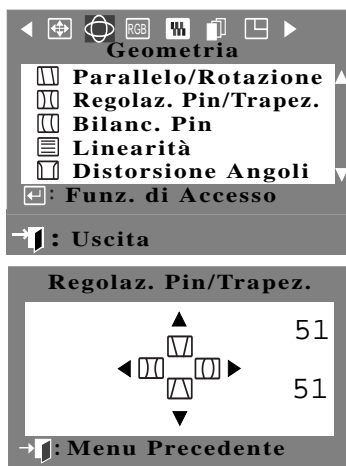 RGB
Geometria
Parallelo/Rotazione
Regolaz. Pin/Trapez.
Bilanc. Pin
Linearità
Distorsione Angoli
: Funz. di Accesso
: Uscita
Regolaz. Pin/Trapez.
51
51
: Menu Precedente